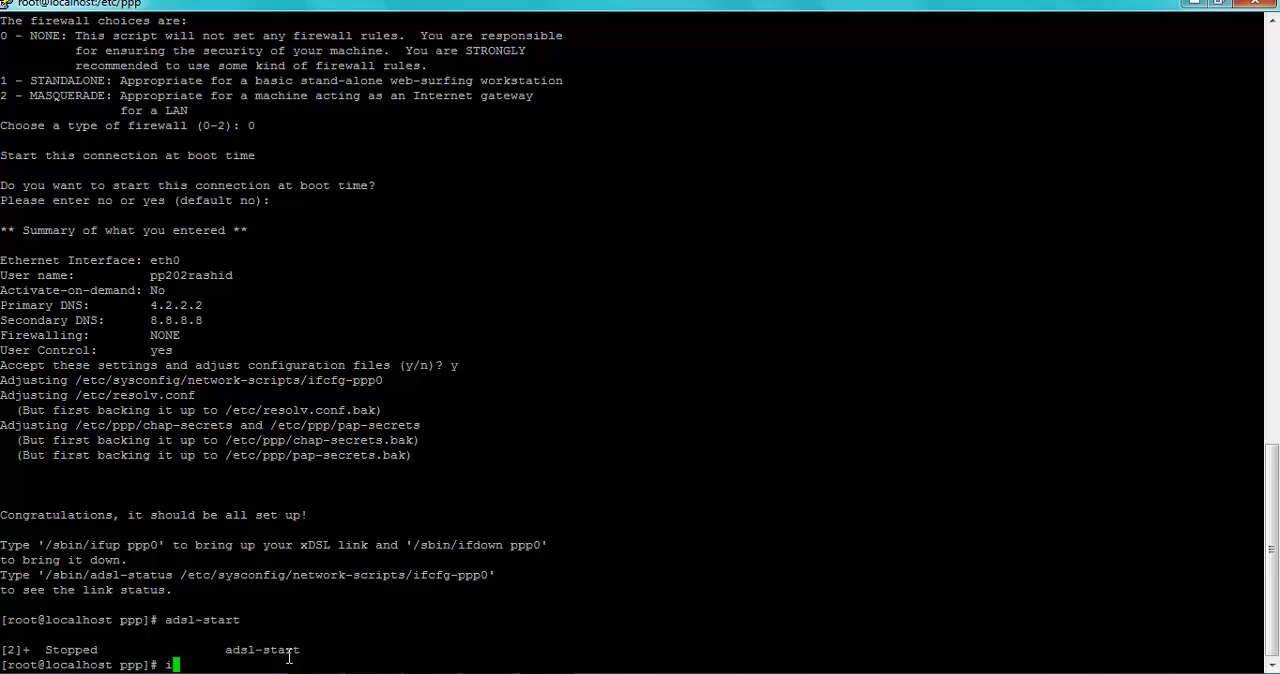 root@localhost:/etc/ppp
The firewall choices are:
0 - NONE: This script will not set any firewall rules.  You are responsible
          for ensuring the security of your machine.  You are STRONGLY
          recommended to use some kind of firewall rules.
1 - STANDALONE: Appropriate for a basic stand-alone web-surfing workstation
2 - MASQUERADE: Appropriate for a machine acting as an Internet gateway
                for a LAN
Choose a type of firewall (0-2): 0
Start this connection at boot time
Do you want to start this connection at boot time?
Please enter no or yes (default no):
** Summary of what you entered **
Ethernet Interface: eth0
User name:          pp202rashid
Activate-on-demand: No
Primary DNS:        4.2.2.2
Secondary DNS:      8.8.8.8
Firewalling:        NONE
User Control:       yes
Accept these settings and adjust configuration files (y/n)? y
Adjusting /etc/sysconfig/network-scripts/ifcfg-ppp0
Adjusting /etc/resolv.conf
  (But first backing it up to /etc/resolv.conf.bak)
Adjusting /etc/ppp/chap-secrets and /etc/ppp/pap-secrets
  (But first backing it up to /etc/ppp/chap-secrets.bak)
  (But first backing it up to /etc/ppp/pap-secrets.bak)
Congratulations, it should be all set up!
Type '/sbin/ifup ppp0' to bring up your xDSL link and '/sbin/ifdown ppp0'
to bring it down.
Type '/sbin/adsl-status /etc/sysconfig/network-scripts/ifcfg-ppp0'
to see the link status.
[root@localhost ppp]# adsl-start
[2]+  Stopped                 adsl-start
[root@localhost ppp]# i